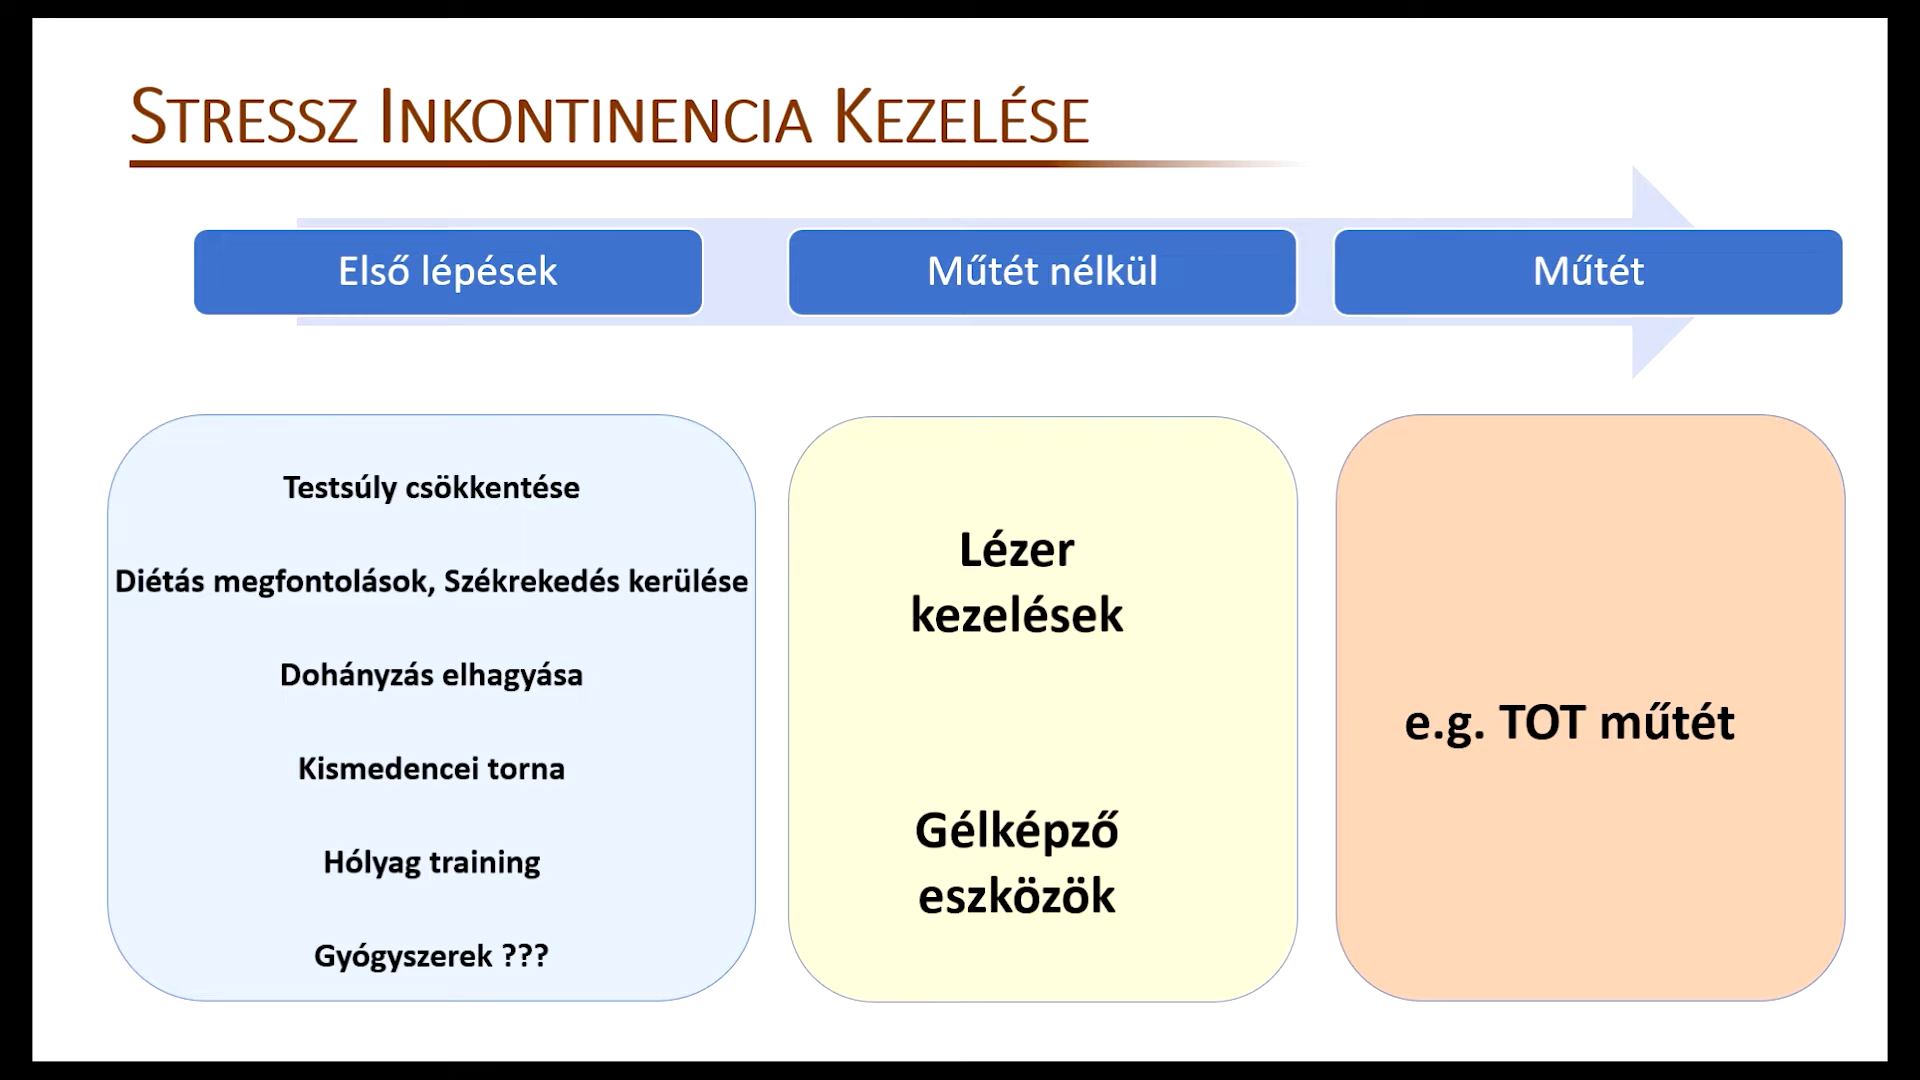 STRESSZ INKONTINENCIA KEZELÉSE
Első lépések
Műtét nélkül
Műtét
Testsúly csökkentése
Diétás megfontolások, Székrekedés kerülése
Dohányzás elhagyása
Kismedencei torna
Hólyag training
Gyógyszerek ???
Lézer
kezelések
Gélképző
eszközök
e.g. TOT műtét